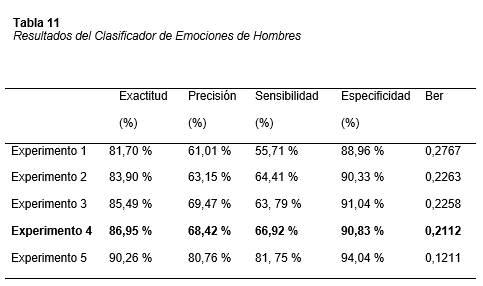 Tabla 11
Resultados del Clasificador de Emociones de Hombres
Exactitud Precisión Sensibilidad Especificidad Ber
(%) (%) (%) (%)
Experimento 1 81,70 % 61,01 % 55,71 % 88,96 % 0,2767
Experimento 2 83,90 % 63,15 % 64,41 % 90,33 % 0,2263
Experimento 3 85,49 % 69,47 % 63, 79 % 91,04 % 0,2258
Experimento 4 86,95 % 68,42 % 66,92 % 90,83 % 0,2112
Experimento 5 90,26 % 80,76 % 81, 75 % 94,04 % 0,1211